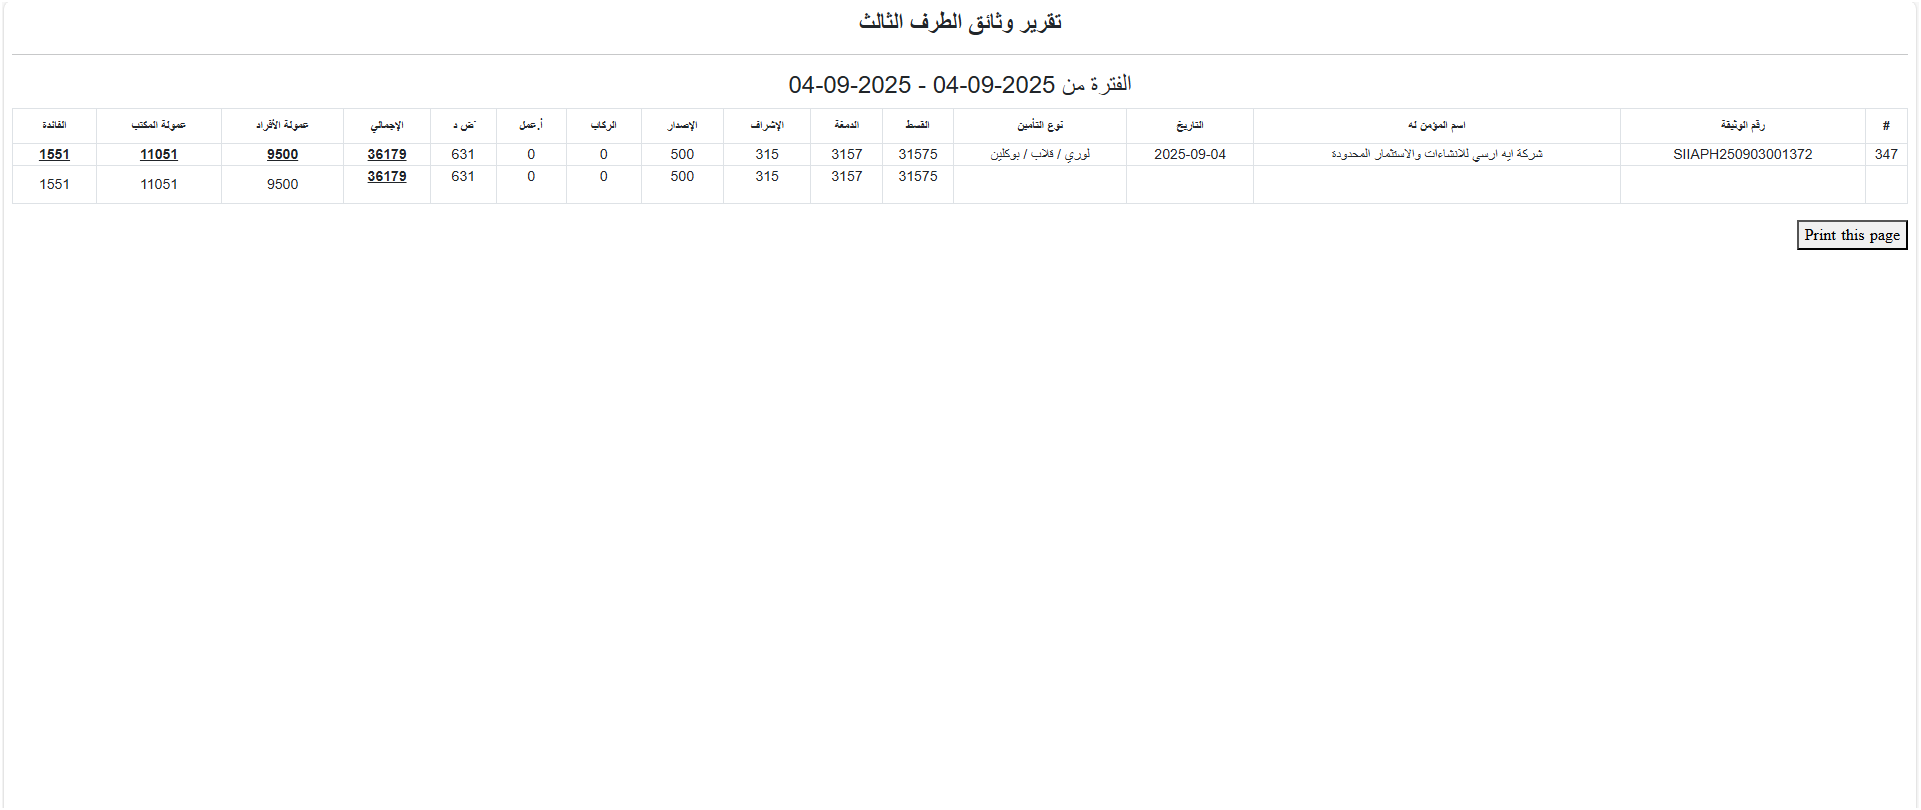 تقرير وثائق الطرف الثالث
الفترة من 04-09-2025 - 04-09-2025
# رقم الوثيقة اسم المؤمن له التاريخ نوع التأمين القسط الدمغة الإشراف الإصدار الركاب أ.عمل ض د الإجمالي عمولة الأفراد عمولة المكتب الفائدة
347 SIIAPH250903001372 شركة ايه ارسي للانشاءات والاستثمار المحدودة 2025-09-04 لوري / قلاب / بوكلين 31575 3157 315 500 0 0 631 36179 9500 11051 1551
31575 3157 315 500 0 0 631 36179 9500 11051 1551
Print this page